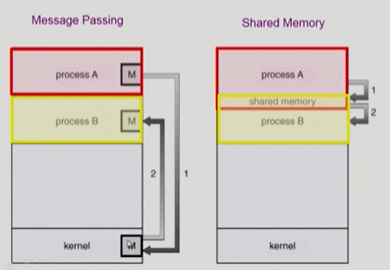 Message Passing
process A
M
process B
M
2
1
kernel
M
Shared Memory
process A
1
shared memory
2
process B
kernel